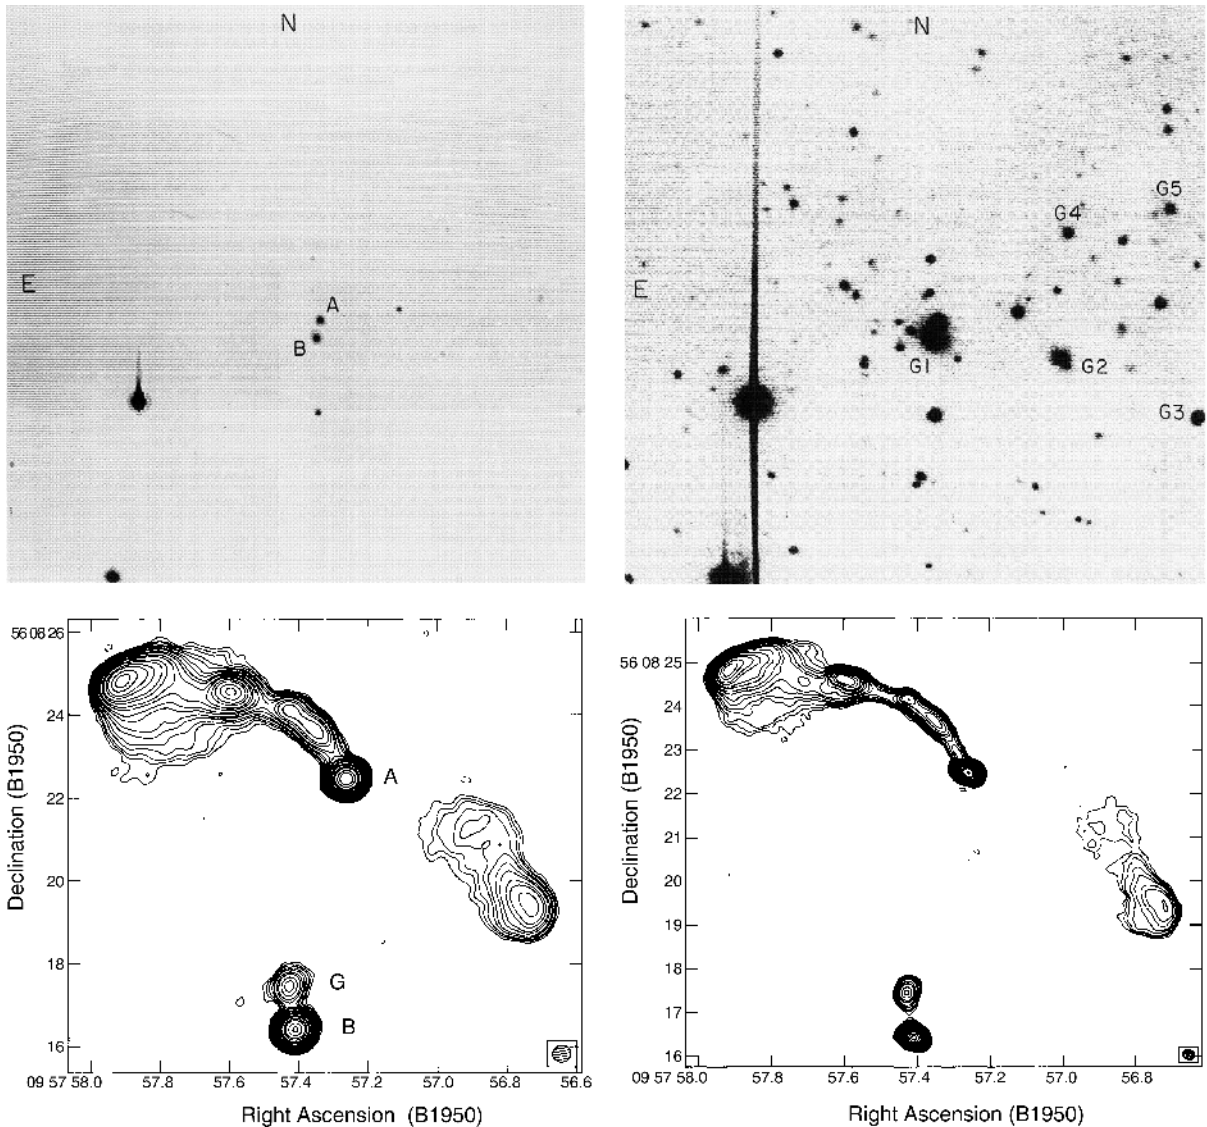 N
E
A
B
N
E
G4
G5
G1
G2
G3
56 08 26
24
22
20
18
16
Declination (B1950)
A
G
B
09 57 58.0
57.8
57.6
57.4
57.2
57.0
56.8
56.6
Right Ascension (B1950)
56 08 25
24
23
22
21
20
19
18
17
16
Declination (B1950)
09 57 58.0
57.8
57.6
57.4
57.2
57.0
56.8
Right Ascension (B1950)